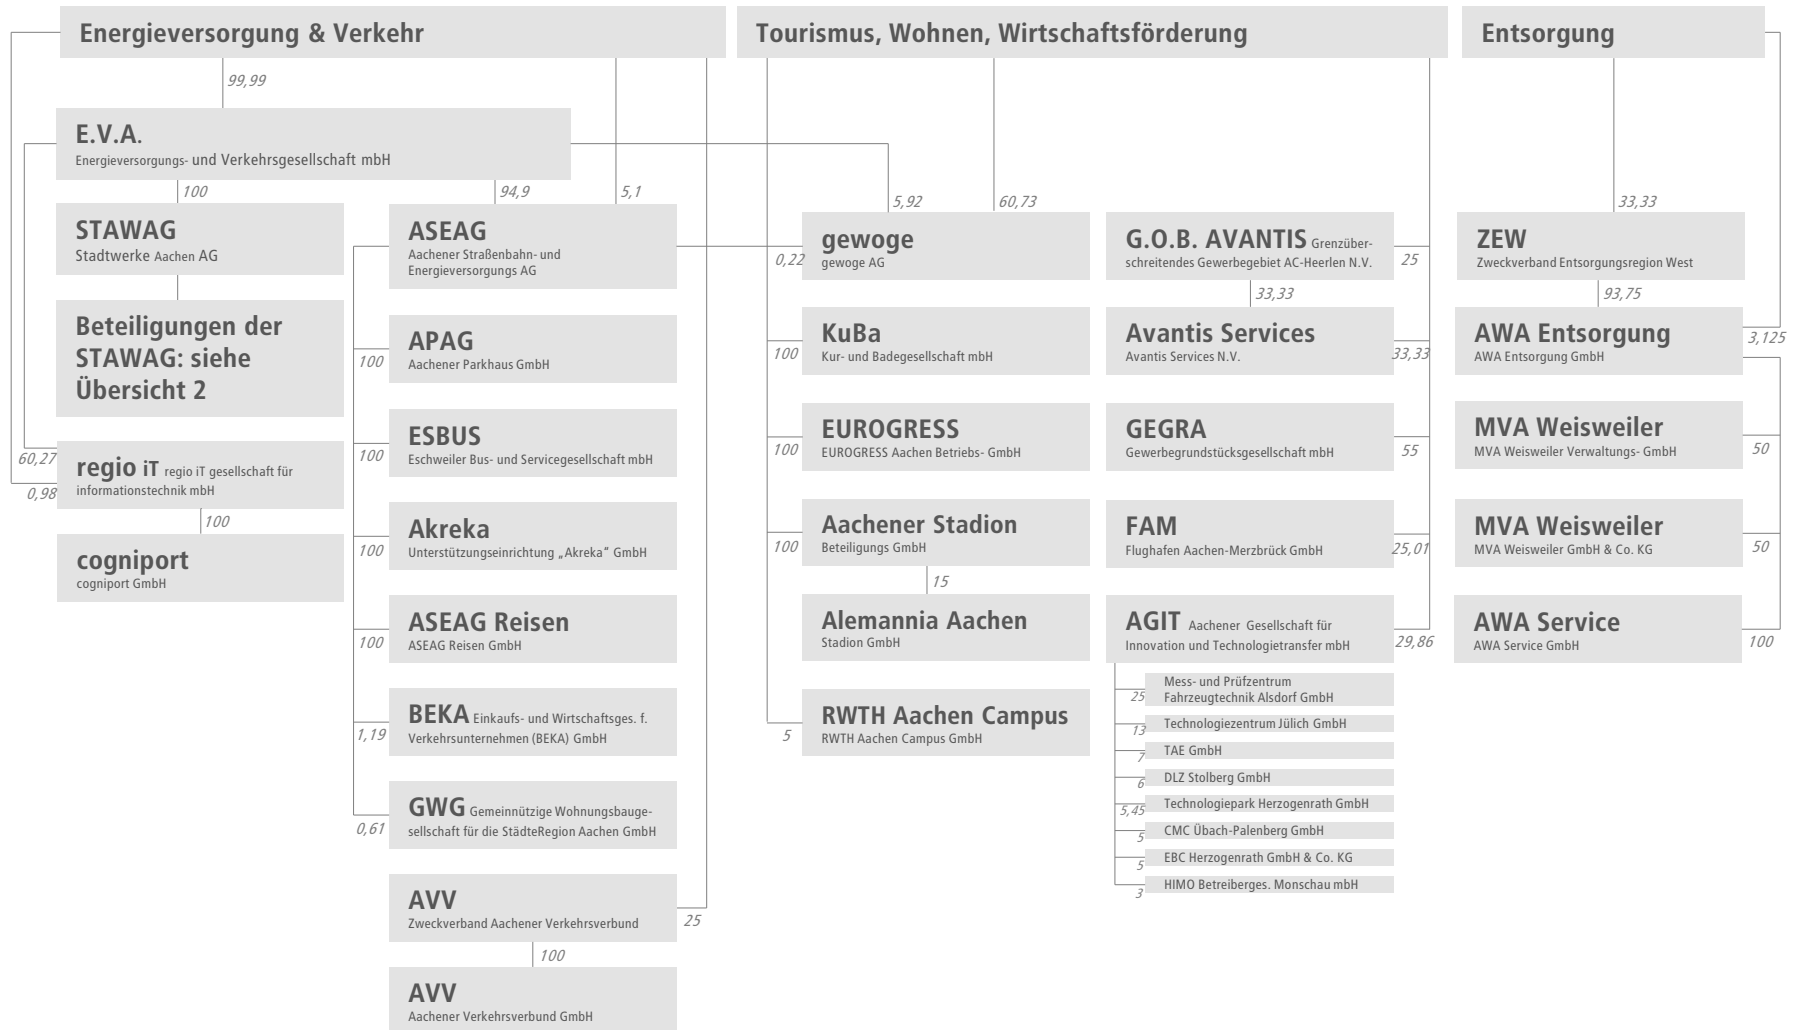 Energieversorgung & Verkehr
99,99
E.V.A.
Energieversorgungs- und Verkehrsgesellschaft mbH
100
94,9
5,1
STAWAG
Stadtwerke Aachen AG
Beteiligungen der
STAWAG: siehe
Übersicht 2
60,27
0,98
regio iT regio iT gesellschaft für
informationstechnik mbH
100
cogniport
cogniport GmbH
ASEAG
Aachener Straßenbahn- und
Energieversorgungs AG
APAG
Aachener Parkhaus GmbH
100
ESBUS
Eschweiler Bus- und Servicegesellschaft mbH
100
Akreka
Unterstützungseinrichtung „Akreka“ GmbH
100
ASEAG Reisen
ASEAG Reisen GmbH
100
BEKA Einkaufs- und Wirtschaftsges. f.
Verkehrsunternehmen (BEKA) GmbH
1,19
GWG Gemeinnützige Wohnungsbauge-
sellschaft für die StädteRegion Aachen GmbH
0,61
AVV
Zweckverband Aachener Verkehrsverbund
25
100
AVV
Aachener Verkehrsverbund GmbH
Tourismus, Wohnen, Wirtschaftsförderung
5,92
60,73
gewoge
gewoge AG
0,22
KuBa
Kur- und Badegesellschaft mbH
100
EUROGRESS
EUROGRESS Aachen Betriebs- GmbH
100
Aachener Stadion
Beteiligungs GmbH
100
15
Alemannia Aachen
Stadion GmbH
RWTH Aachen Campus
RWTH Aachen Campus GmbH
5
G.O.B. AVANTIS Grenzüber-
schreitendes Gewerbegebiet AC-Heerlen N.V.
25
33,33
Avantis Services
Avantis Services N.V.
33,33
GEGRA
Gewerbegrundstücksgesellschaft mbH
55
FAM
Flughafen Aachen-Merzbrück GmbH
25,01
AGIT Aachener Gesellschaft für
Innovation und Technologietransfer mbH
29,86
Mess- und Prüfzentrum
Fahrzeugtechnik Alsdorf GmbH
25
Technologiezentrum Jülich GmbH
13
TAE GmbH
7
DLZ Stolberg GmbH
6
Technologiepark Herzogenrath GmbH
5,45
CMC Übach-Palenberg GmbH
5
EBC Herzogenrath GmbH & Co. KG
5
HIMO Betreiberges. Monschau mbH
3
Entsorgung
33,33
ZEW
Zweckverband Entsorgungsregion West
93,75
AWA Entsorgung
AWA Entsorgung GmbH
3,125
MVA Weisweiler
MVA Weisweiler Verwaltungs- GmbH
50
MVA Weisweiler
MVA Weisweiler GmbH & Co. KG
50
AWA Service
AWA Service GmbH
100